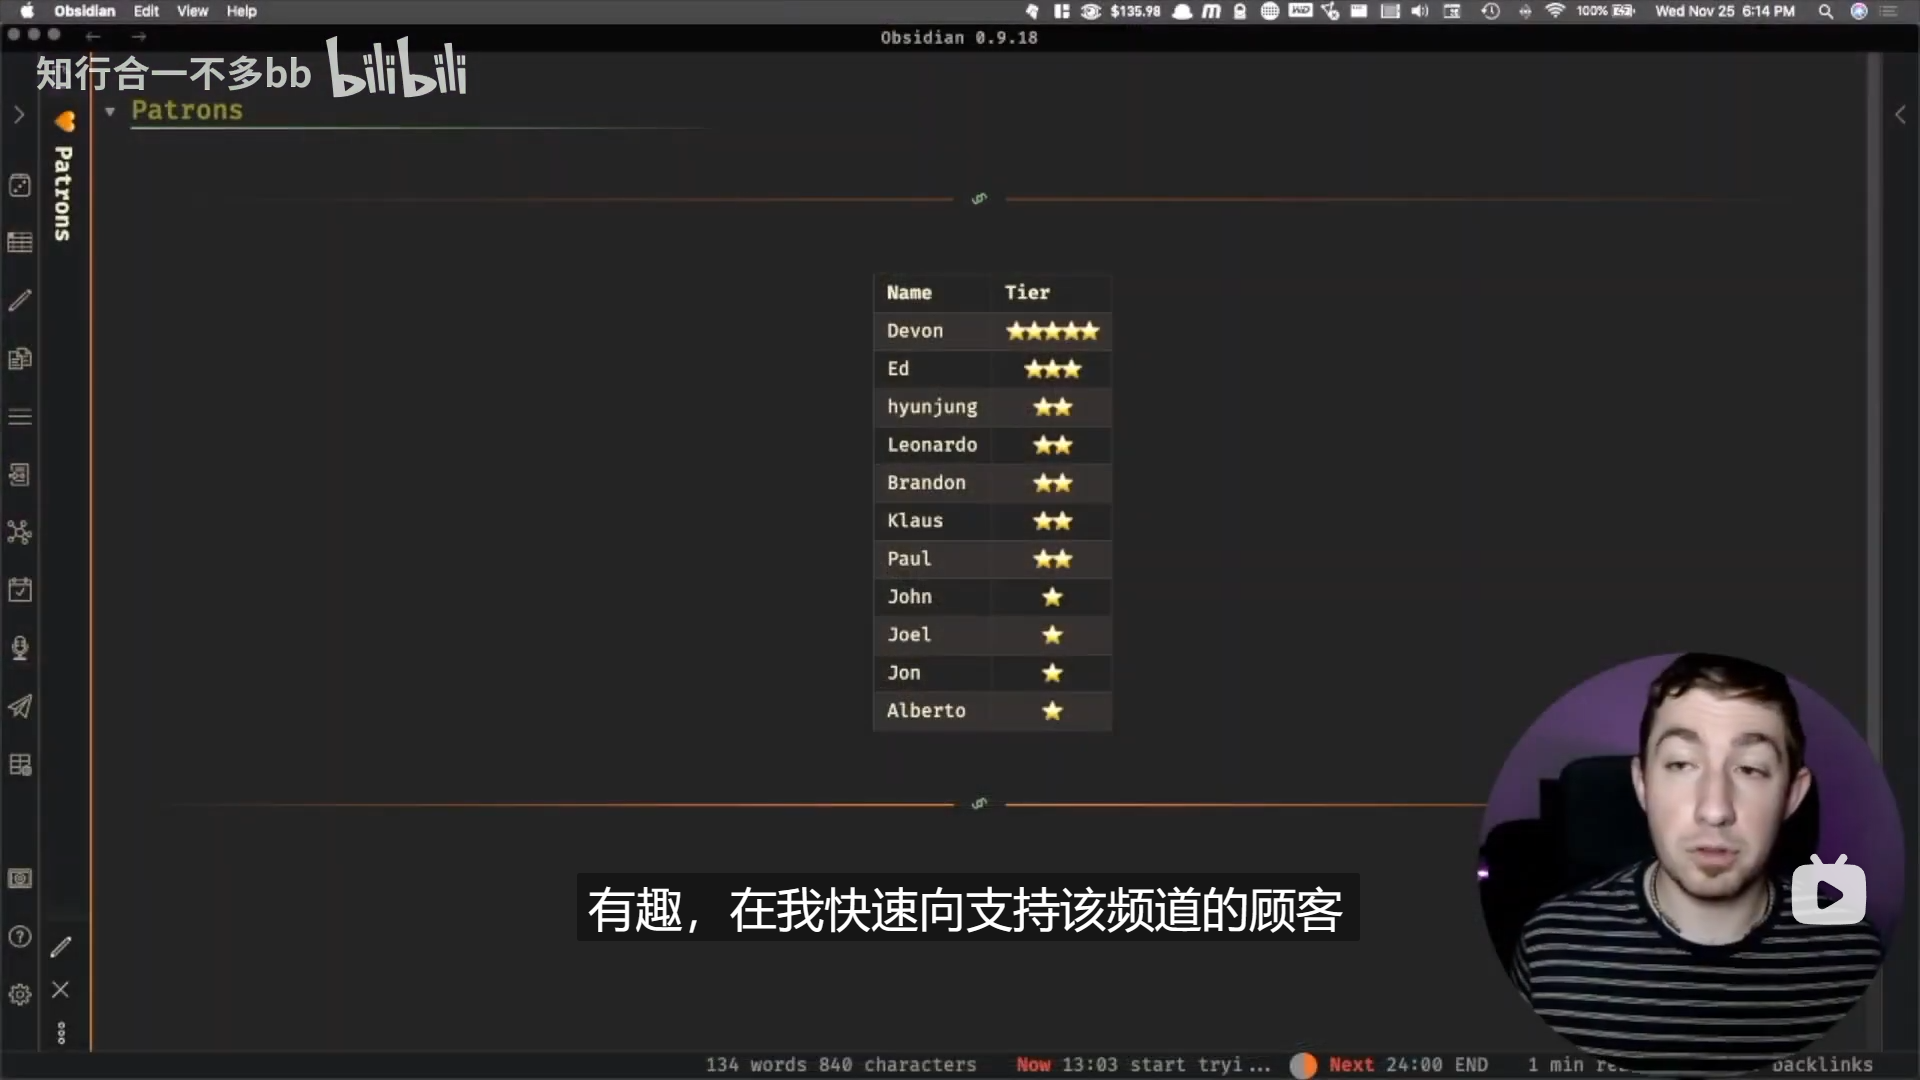 Obsidian Edit View Help
$135.98
100%
Wed Nov 25 6:14 PM
Obsidian 0.9.18
知行合一不多bb bilibili
Patrons
Patrons
Name Tier
Devon ⭐⭐⭐⭐⭐
Ed ⭐⭐⭐
hyunjung ⭐⭐
Leonardo ⭐⭐
Brandon ⭐⭐
Klaus ⭐⭐
Paul ⭐⭐
John ⭐
Joel ⭐
Jon ⭐
Alberto ⭐
有趣，在我快速向支持该频道的顾客
134 words 840 characters
Now 13:03 start tryi...
Next 24:00 END
1 min
backlinks